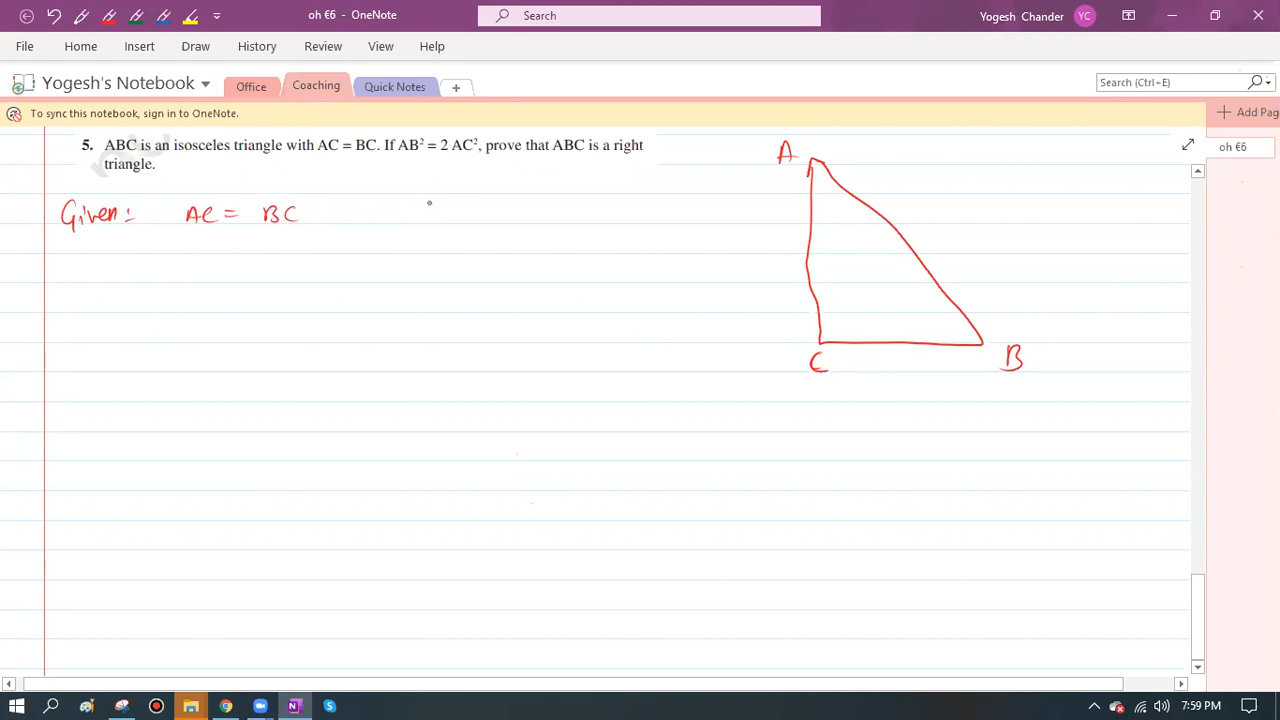 oh €6 - OneNote
Search
Yogesh Chander
YC
File Home Insert Draw History Review View Help
Yogesh's Notebook
Office
Coaching
Quick Notes
Search (Ctrl+E)
To sync this notebook, sign in to OneNote.
Add Pag
oh €6
5. ABC is an isosceles triangle with AC = BC. If AB² = 2 AC², prove that ABC is a right
triangle.
A
Given: AC = BC
C
B
7:59 PM